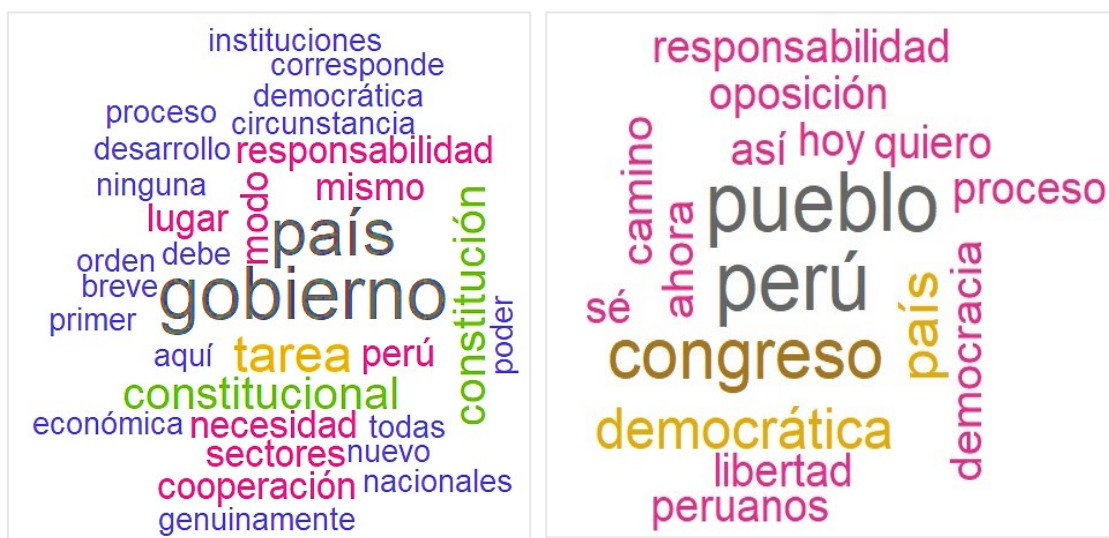 instituciones
corresponde
democrática
proceso
circunstancia
desarrollo responsabilidad
ninguna
modo
mismo
lugar
país
constitución
orden debe
breve gobierno
primer
poder
aquí tarea perú
constitucional
económica necesidad todas
sectores nuevo
cooperación nacionales
genuinamente
responsabilidad
oposición
camino
así hoy quiero
pueblo proceso
ahora
perú
sé
país
democracia
congreso
democrática
libertad
peruanos